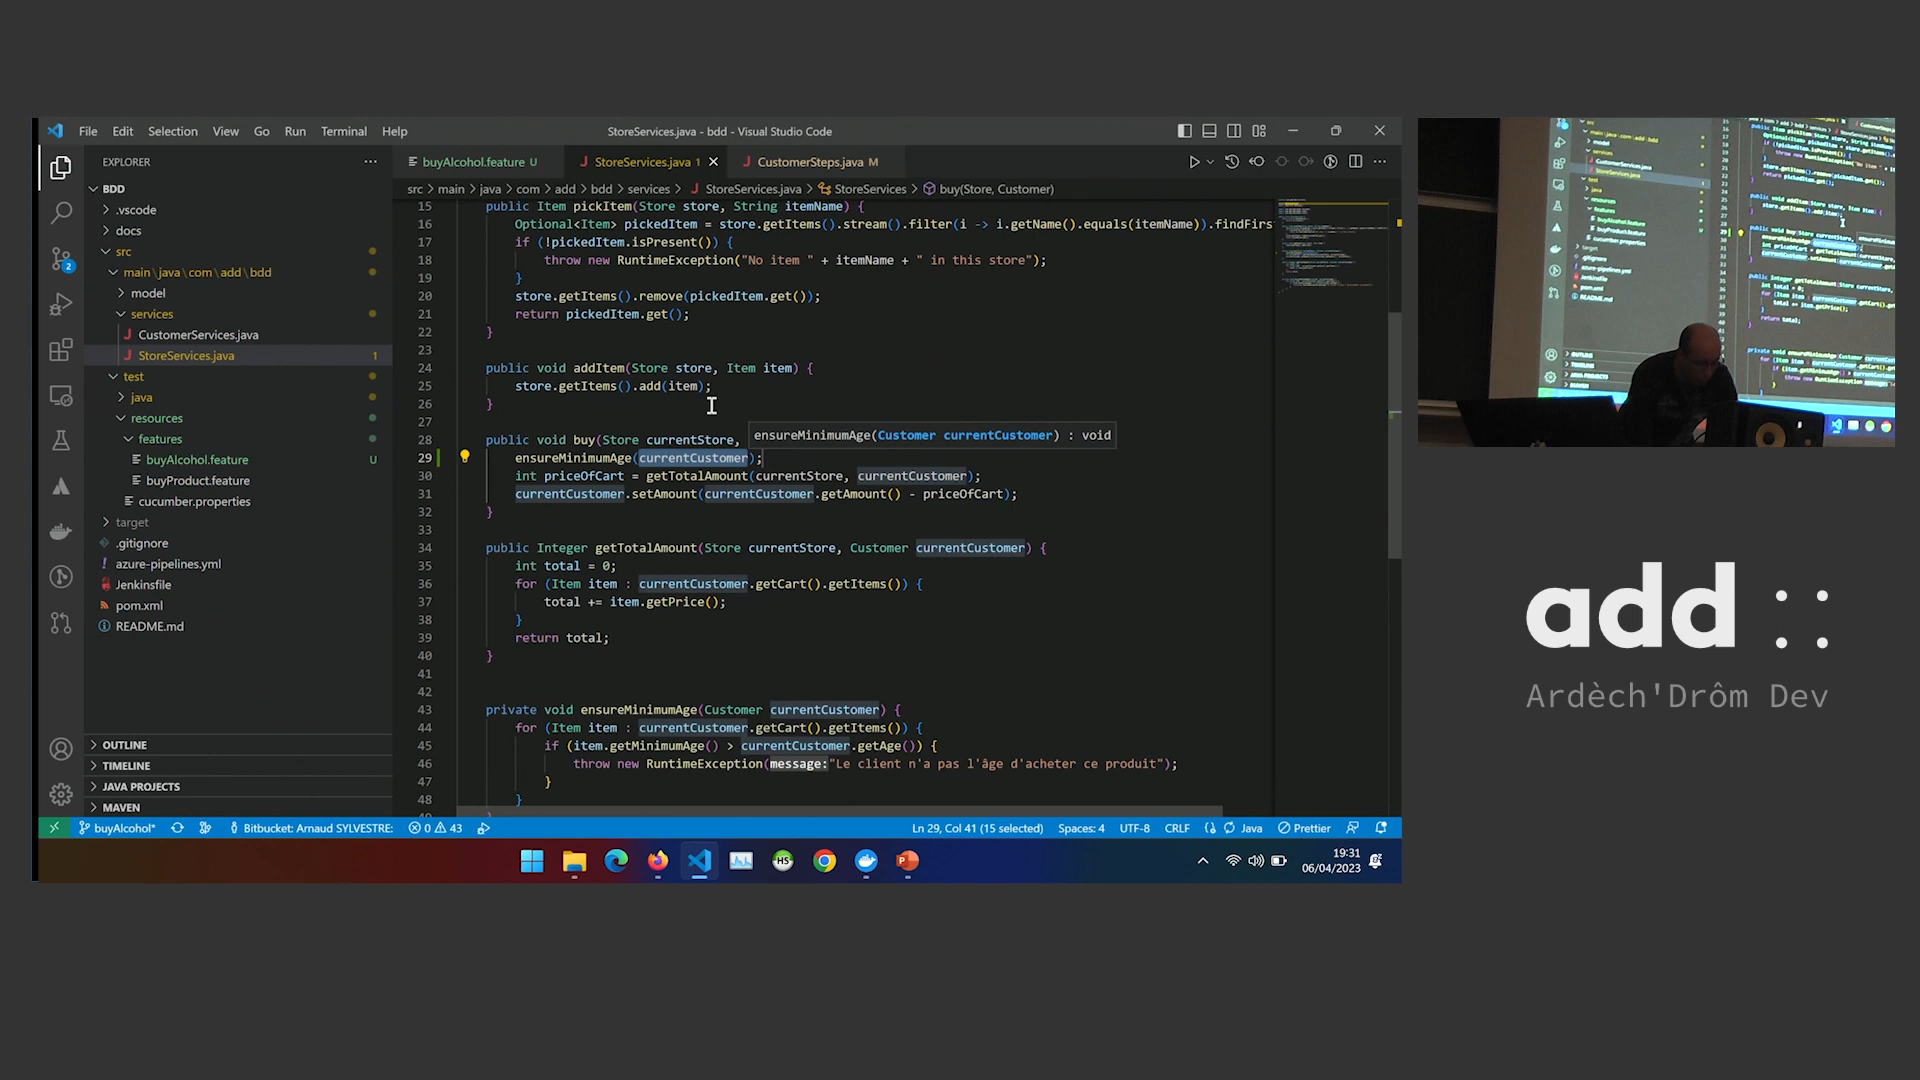 File Edit Selection View Go Run Terminal Help
StoreServices.java - bdd - Visual Studio Code
EXPLORER
BDD
.vscode
docs
src
main\java\com\add\bdd
model
services
CustomerServices.java
StoreServices.java 1
test
java
resources
features
buyAlcohol.feature U
buyProduct.feature
cucumber.properties
target
.gitignore
azure-pipelines.yml
Jenkinsfile
pom.xml
README.md
OUTLINE
TIMELINE
JAVA PROJECTS
MAVEN
2
buyAlcohol.feature U
StoreServices.java 1
CustomerSteps.java M
src > main > java > com > add > bdd > services > StoreServices.java > StoreServices > buy(Store, Customer)
15 public Item pickItem(Store store, String itemName) {
16 Optional<Item> pickedItem = store.getItems().stream().filter(i -> i.getName().equals(itemName)).findFirs
17 if (!pickedItem.isPresent()) {
18 throw new RuntimeException("No item " + itemName + " in this store");
19 }
20 store.getItems().remove(pickedItem.get());
21 return pickedItem.get();
22 }
23
24 public void addItem(Store store, Item item) {
25 store.getItems().add(item);
26 }
27
28 public void buy(Store currentStore,
ensureMinimumAge(Customer currentCustomer) : void
29 ensureMinimumAge(currentCustomer);
30 int priceOfCart = getTotalAmount(currentStore, currentCustomer);
31 currentCustomer.setAmount(currentCustomer.getAmount() - priceOfCart);
32 }
33
34 public Integer getTotalAmount(Store currentStore, Customer currentCustomer) {
35 int total = 0;
36 for (Item item : currentCustomer.getCart().getItems()) {
37 total += item.getPrice();
38 }
39 return total;
40 }
41
42
43 private void ensureMinimumAge(Customer currentCustomer) {
44 for (Item item : currentCustomer.getCart().getItems()) {
45 if (item.getMinimumAge() > currentCustomer.getAge()) {
46 throw new RuntimeException(message:"Le client n'a pas l'âge d'acheter ce produit");
47 }
48 }
buyAlcohol* Bitbucket: Arnaud SYLVESTRE: 0 43 Ln 29, Col 41 (15 selected) Spaces: 4 UTF-8 CRLF {} Java Prettier
19:31
06/04/2023
add ::
Ardèch'Drôm Dev